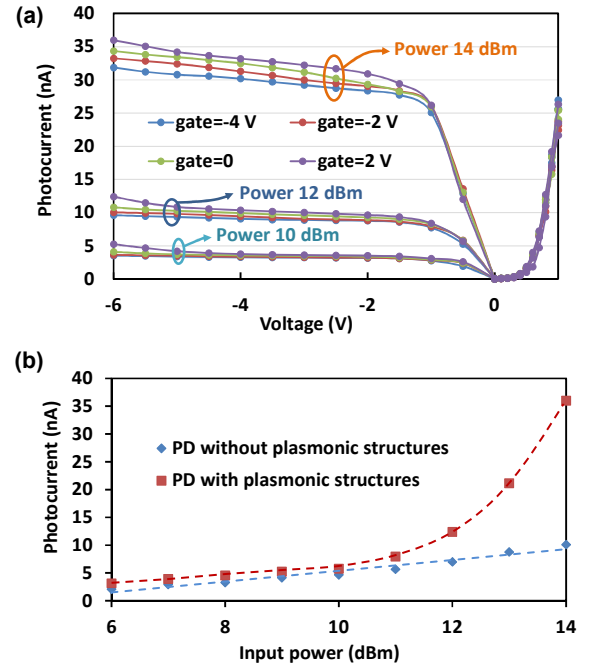 (a)
40
35
30
25
20
15
10
5
0
Photocurrent (nA)
Power 14 dBm
gate=-4 V
gate=-2 V
gate=0
gate=2 V
Power 12 dBm
Power 10 dBm
-6
-4
-2
0
Voltage (V)
(b)
40
35
30
25
20
15
10
5
0
Photocurrent (nA)
PD without plasmonic structures
PD with plasmonic structures
6
8
10
12
14
Input power (dBm)